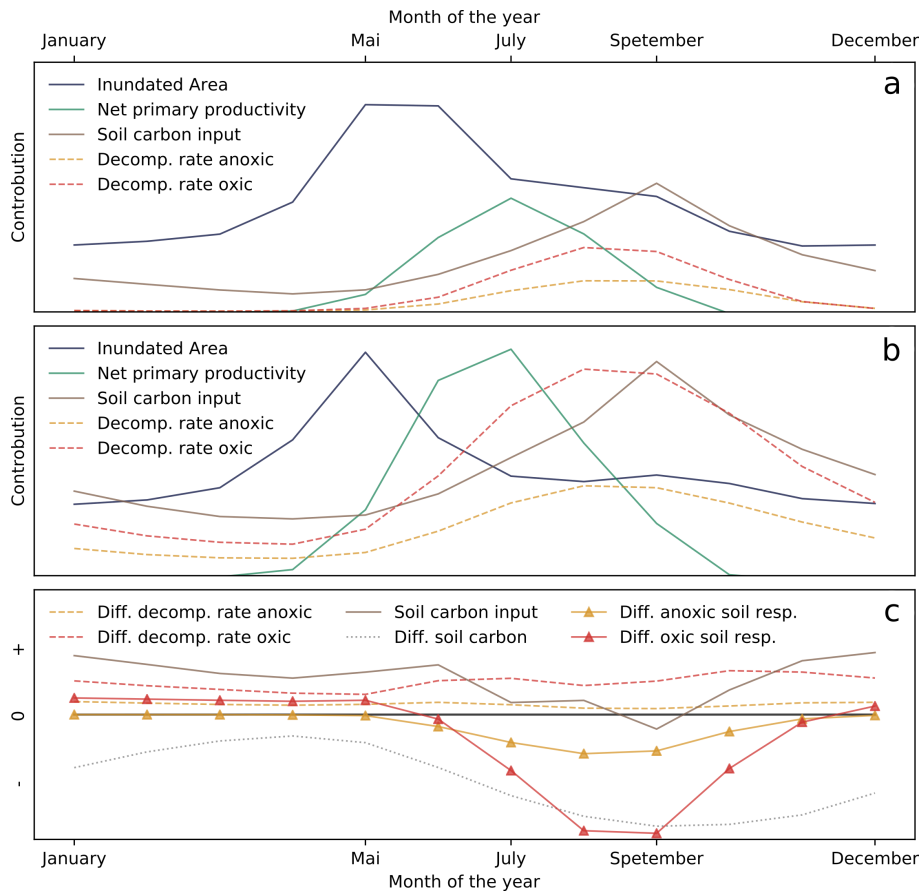 Month of the year
January Mai July Spetember December
a
Inundated Area
Net primary productivity
Soil carbon input
Decomp. rate anoxic
Decomp. rate oxic
Controbution
b
Inundated Area
Net primary productivity
Soil carbon input
Decomp. rate anoxic
Decomp. rate oxic
Controbution
c
Diff. decomp. rate anoxic Soil carbon input Diff. anoxic soil resp.
Diff. decomp. rate oxic Diff. soil carbon Diff. oxic soil resp.
+
0
-
January Mai July Spetember December
Month of the year